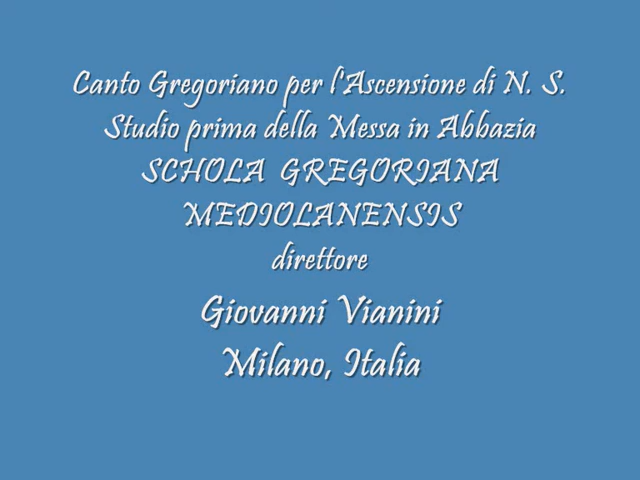 Canto Gregoriano per l'Ascensione di N. S.
Studio prima della Messa in Abbazia
SCHOLA GREGORIANA
MEDIOLANENSIS
direttore
Giovanni Vianini
Milano, Italia